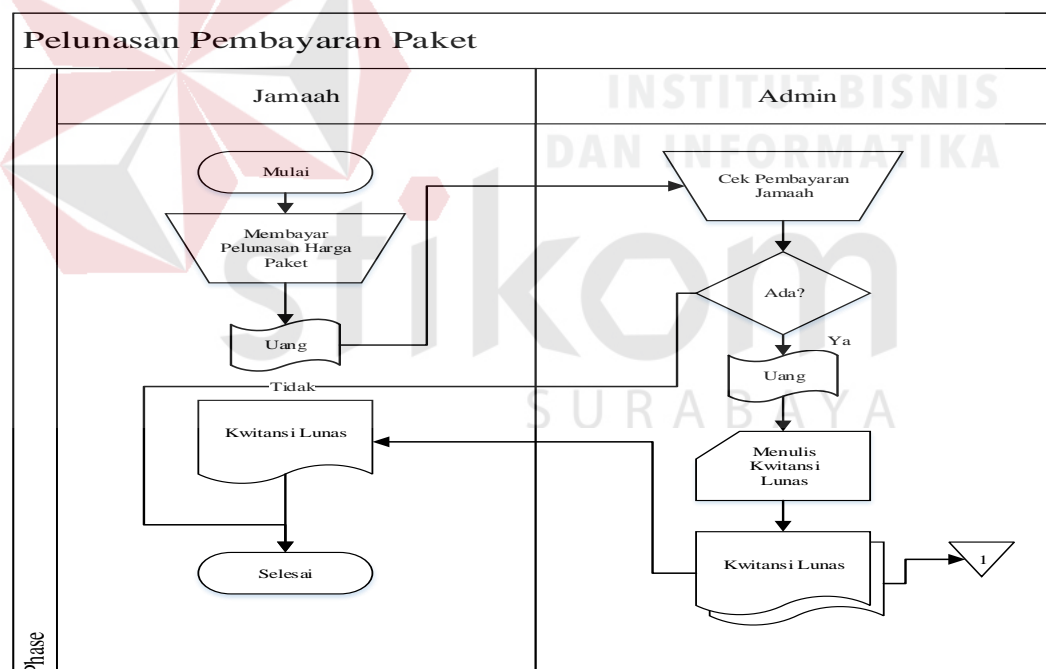 Pelunasan Pembayaran Paket
Jamaah
Admin
INSTITUT BISNIS
DAN INFORMATIKA
stikom
SURABAYA
Mulai
Membayar
Pelunasan Harga
Paket
Uang
Cek Pembayaran
Jamaah
Ada?
Ya
Uang
Tidak
Kwitansi Lunas
Menulis
Kwitansi
Lunas
Kwitansi Lunas
1
Selesai
Phase